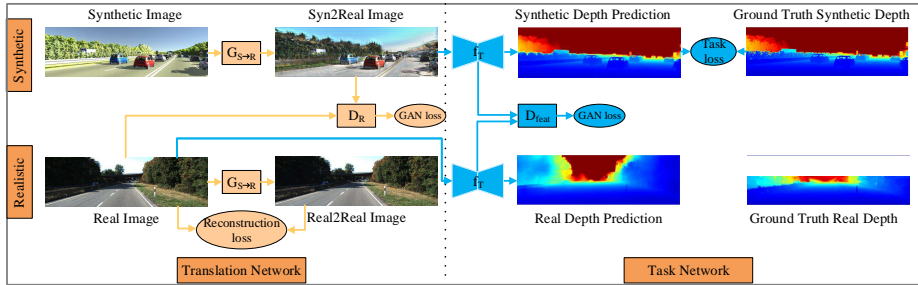 Synthetic Image
Syn2Real Image
Synthetic Depth Prediction
Ground Truth Synthetic Depth
Synthetic
G_S→R
f_T
Task loss
D_R
GAN loss
D_feat
GAN loss
Realistic
G_S→R
f_T
Real Image
Real2Real Image
Real Depth Prediction
Ground Truth Real Depth
Reconstruction
loss
Translation Network
Task Network